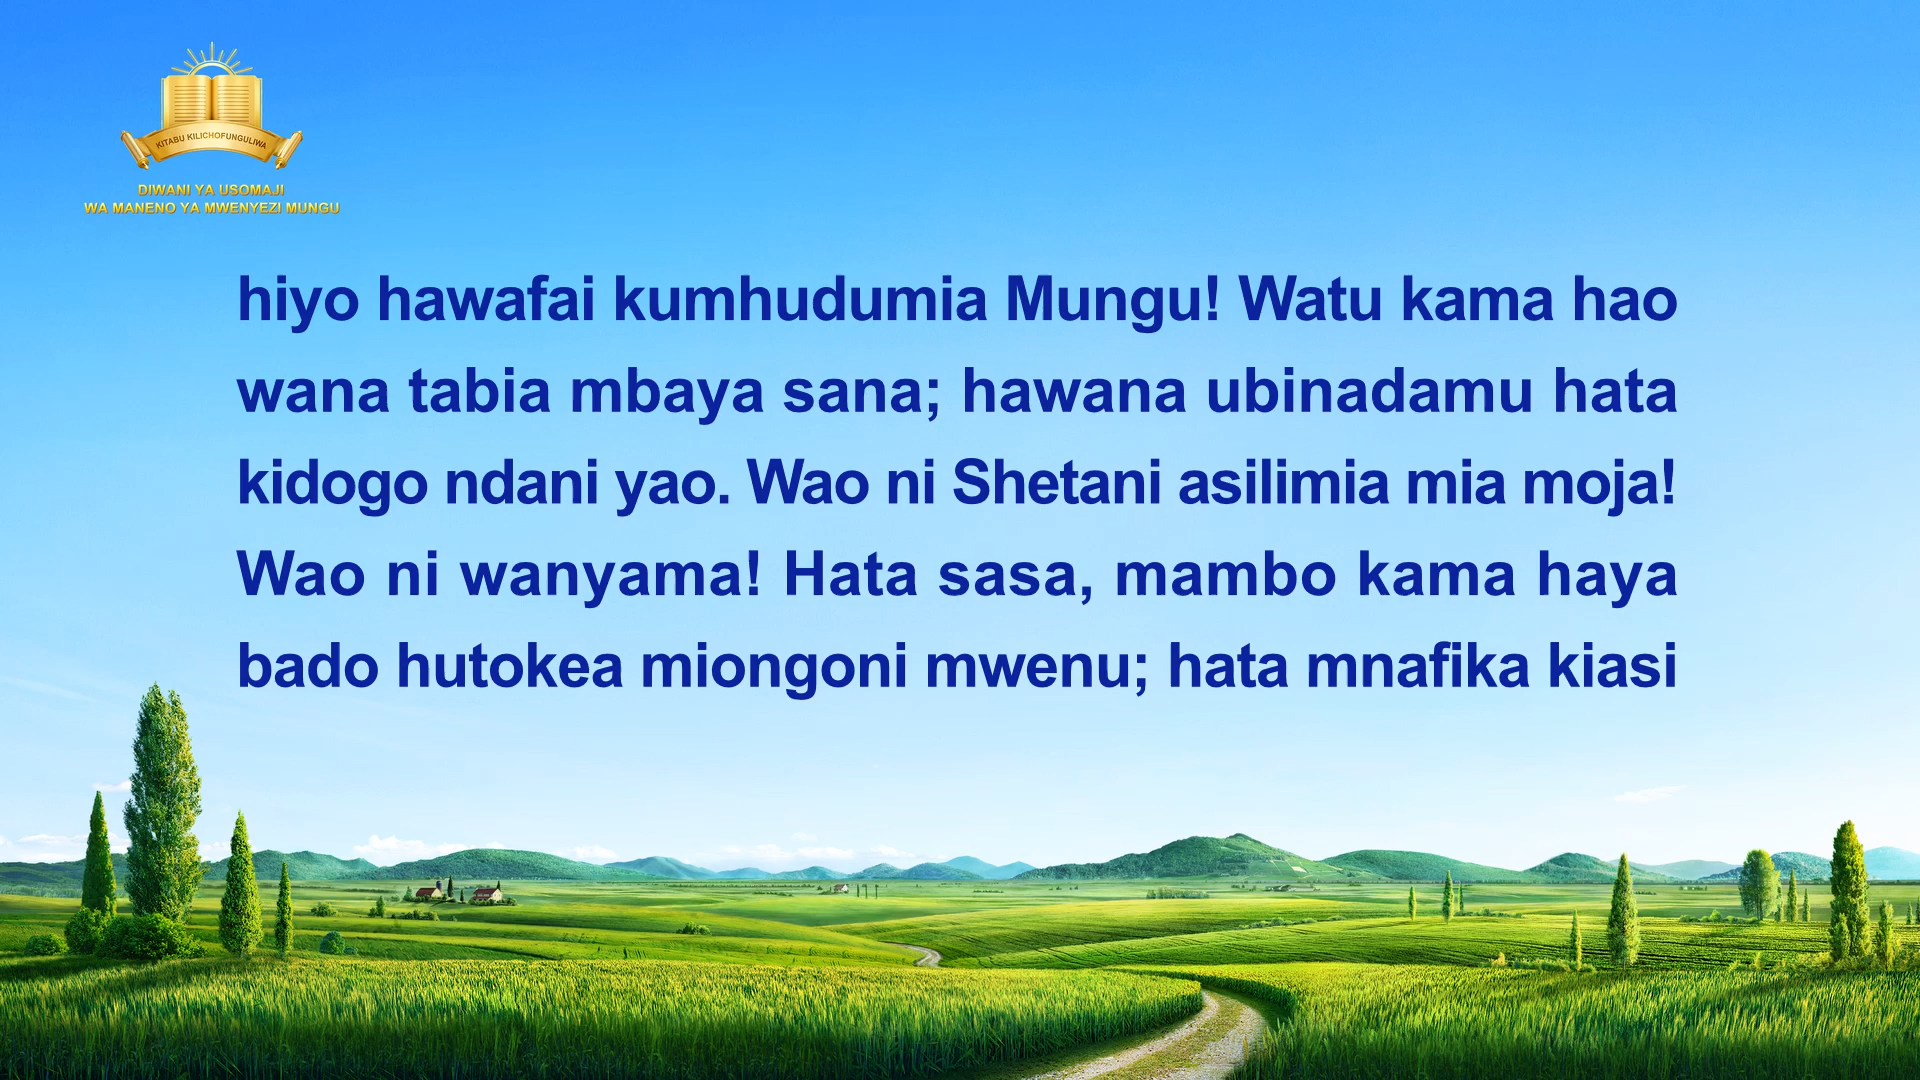 KITABU KILICHOFUNGULIWA
DIWANI YA USOMAJI
WA MANENO YA MWENYEZI MUNGU
hiyo hawafai kumhudumia Mungu! Watu kama hao
wana tabia mbaya sana; hawana ubinadamu hata
kidogo ndani yao. Wao ni Shetani asilimia mia moja!
Wao ni wanyama! Hata sasa, mambo kama haya
bado hutokea miongoni mwenu; hata mnafika kiasi